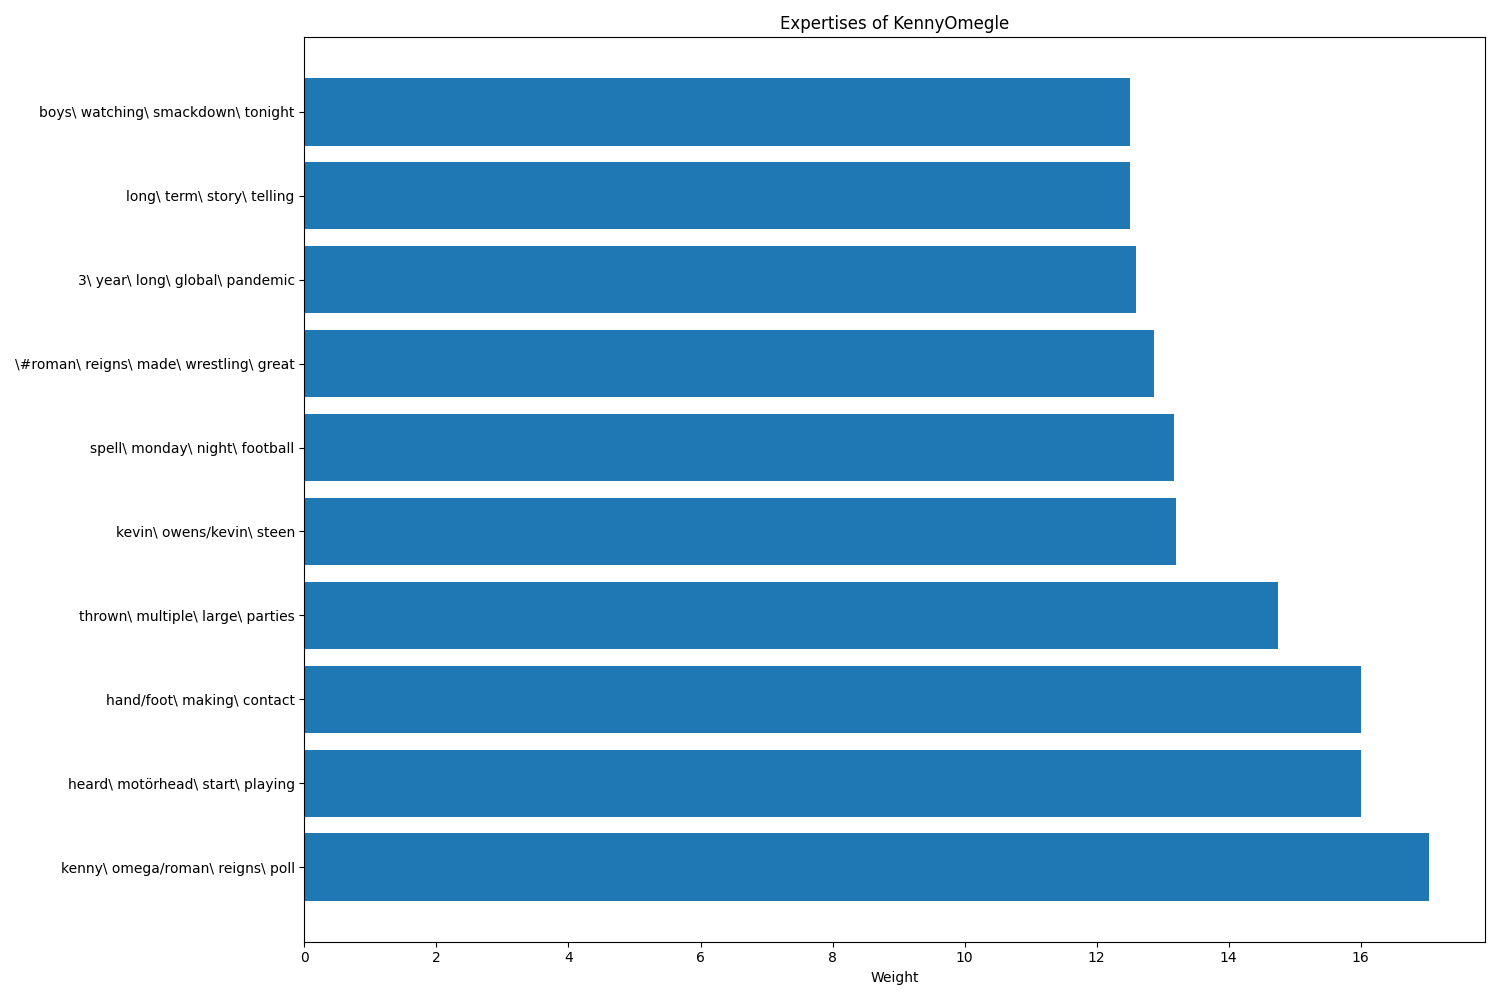 Expertises of KennyOmegle
boys\ watching\ smackdown\ tonight
long\ term\ story\ telling
3\ year\ long\ global\ pandemic
\#roman\ reigns\ made\ wrestling\ great
spell\ monday\ night\ football
kevin\ owens/kevin\ steen
thrown\ multiple\ large\ parties
hand/foot\ making\ contact
heard\ motörhead\ start\ playing
kenny\ omega/roman\ reigns\ poll
0 2 4 6 8 10 12 14 16
Weight